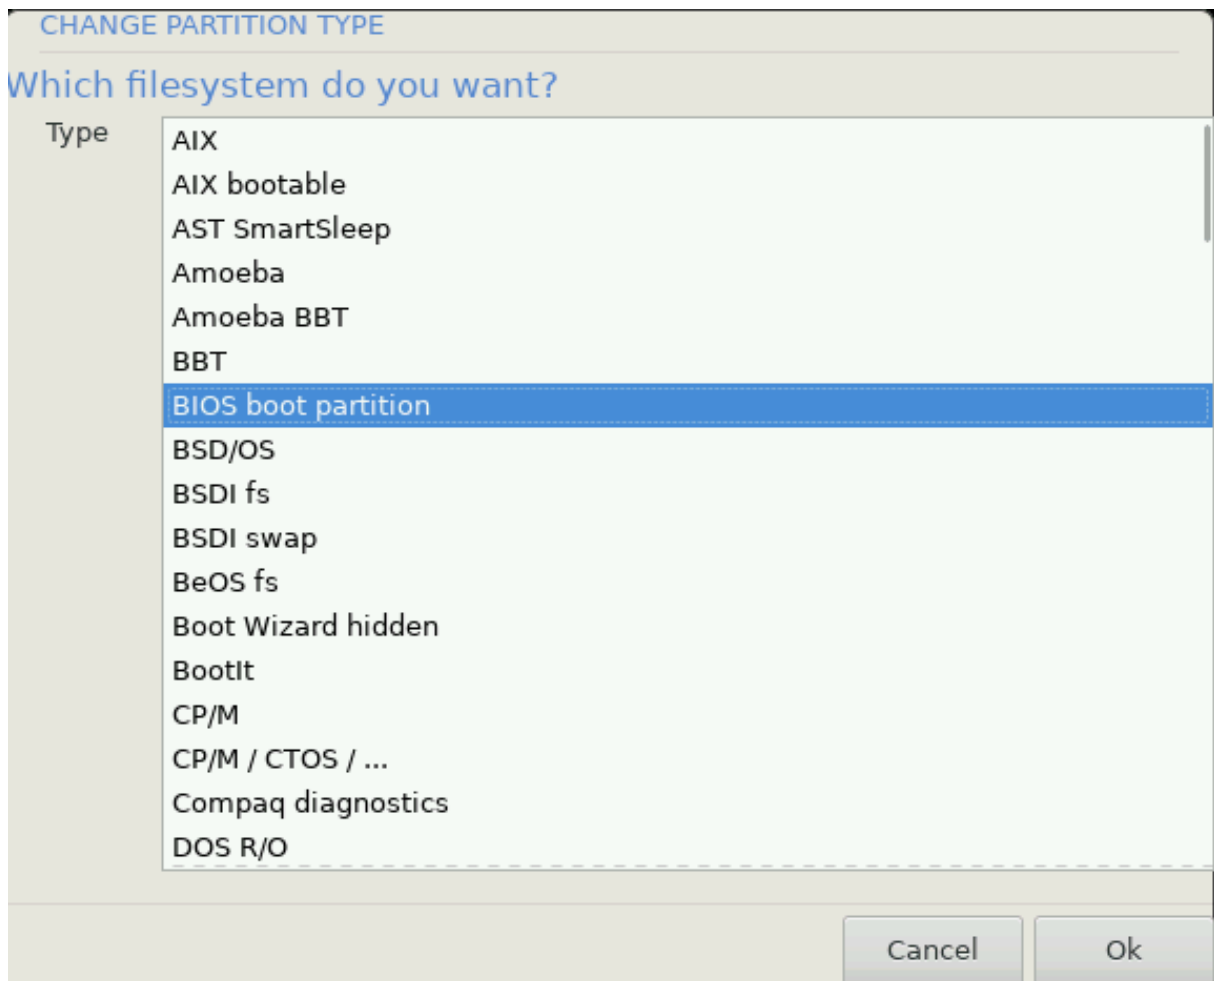 CHANGE PARTITION TYPE
Which filesystem do you want?
Type
AIX
AIX bootable
AST SmartSleep
Amoeba
Amoeba BBT
BBT
BIOS boot partition
BSD/OS
BSDI fs
BSDI swap
BeOS fs
Boot Wizard hidden
BootIt
CP/M
CP/M / CTOS / ...
Compaq diagnostics
DOS R/O
Cancel Ok